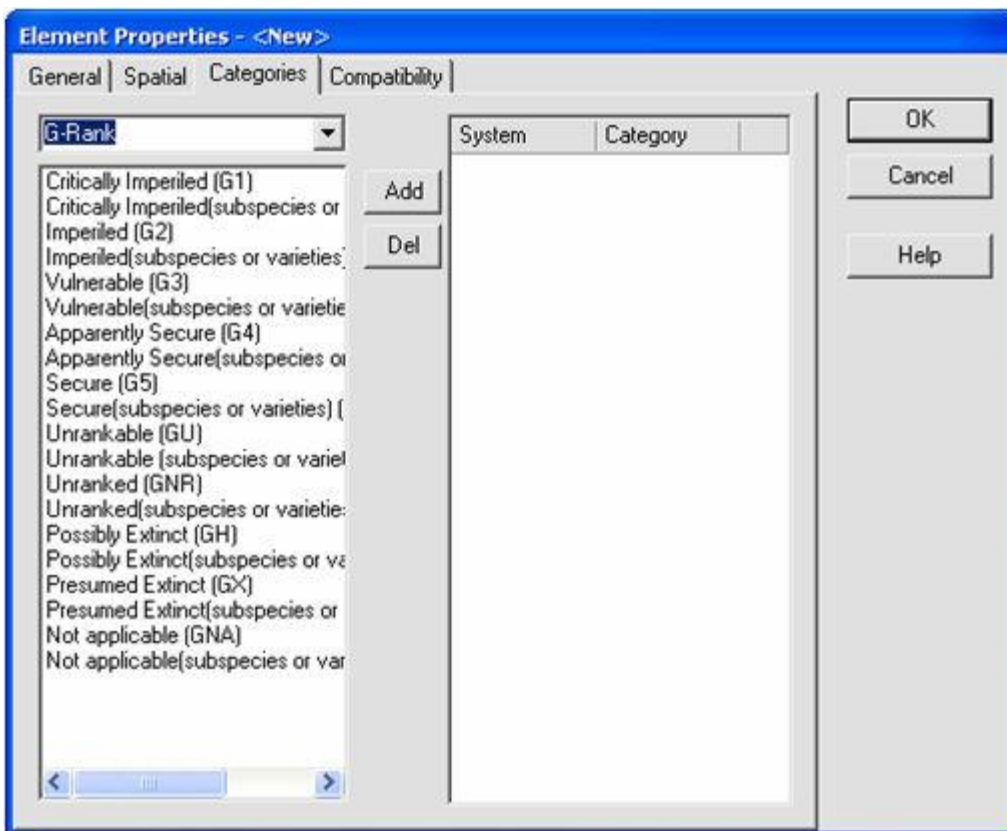 Element Properties - <New>
General Spatial Categories Compatibility
G-Rank
Critically Imperiled (G1)
Critically Imperiled(subspecies or
Imperiled (G2)
Imperiled(subspecies or varieties)
Vulnerable (G3)
Vulnerable(subspecies or varietie
Apparently Secure (G4)
Apparently Secure(subspecies or
Secure (G5)
Secure(subspecies or varieties) (
Unrankable (GU)
Unrankable (subspecies or variet
Unranked (GNR)
Unranked(subspecies or varieties
Possibly Extinct (GH)
Possibly Extinct(subspecies or va
Presumed Extinct (GX)
Presumed Extinct(subspecies or
Not applicable (GNA)
Not applicable(subspecies or var
Add
Del
System Category
OK
Cancel
Help